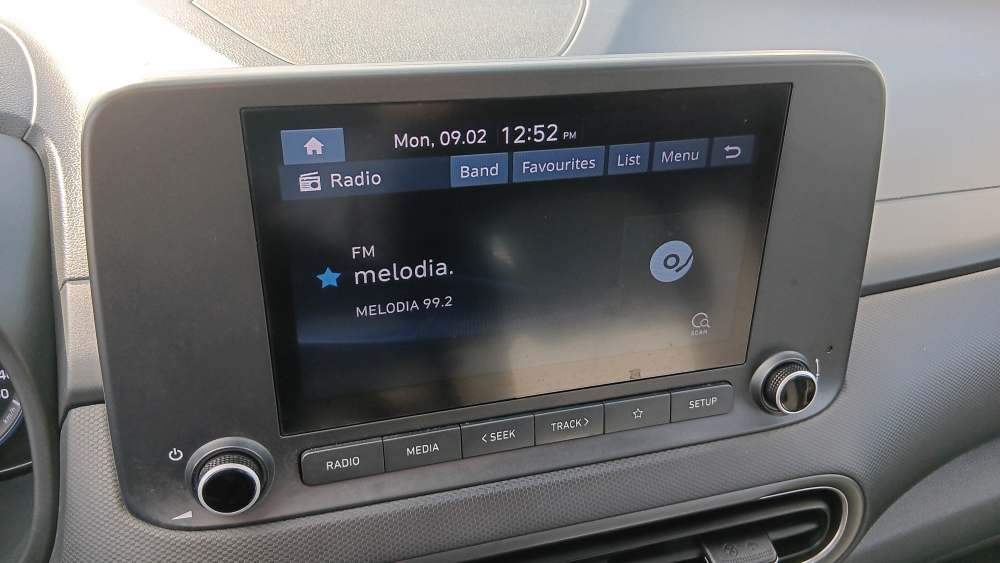 Mon, 09.02 12:52 PM
Radio Band Favourites List Menu
FM
melodia.
MELODIA 99.2
SCAN
RADIO MEDIA < SEEK TRACK > SETUP